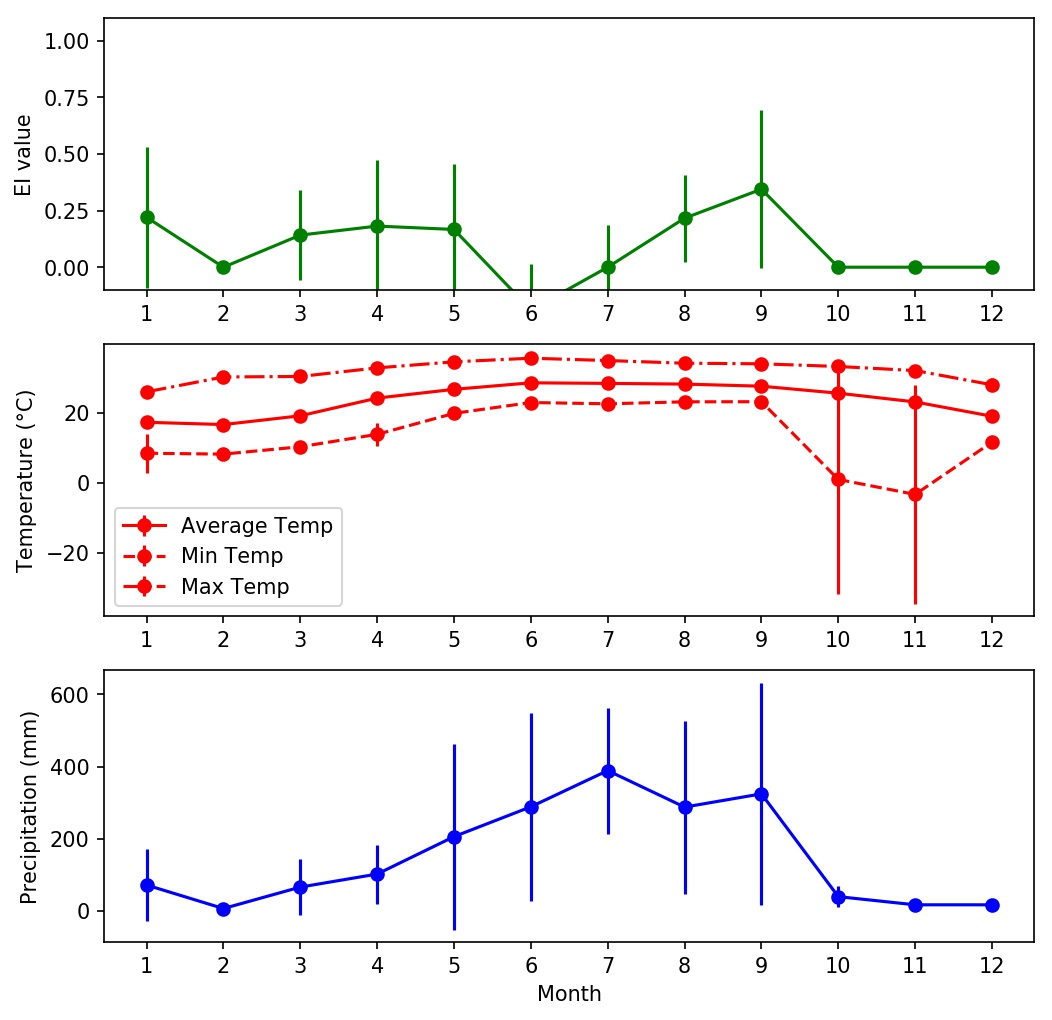 1.00
0.75
0.50
0.25
0.00
EI value
1 2 3 4 5 6 7 8 9 10 11 12
20
0
−20
Temperature (°C)
Average Temp
Min Temp
Max Temp
1 2 3 4 5 6 7 8 9 10 11 12
600
400
200
0
Precipitation (mm)
1 2 3 4 5 6 7 8 9 10 11 12
Month